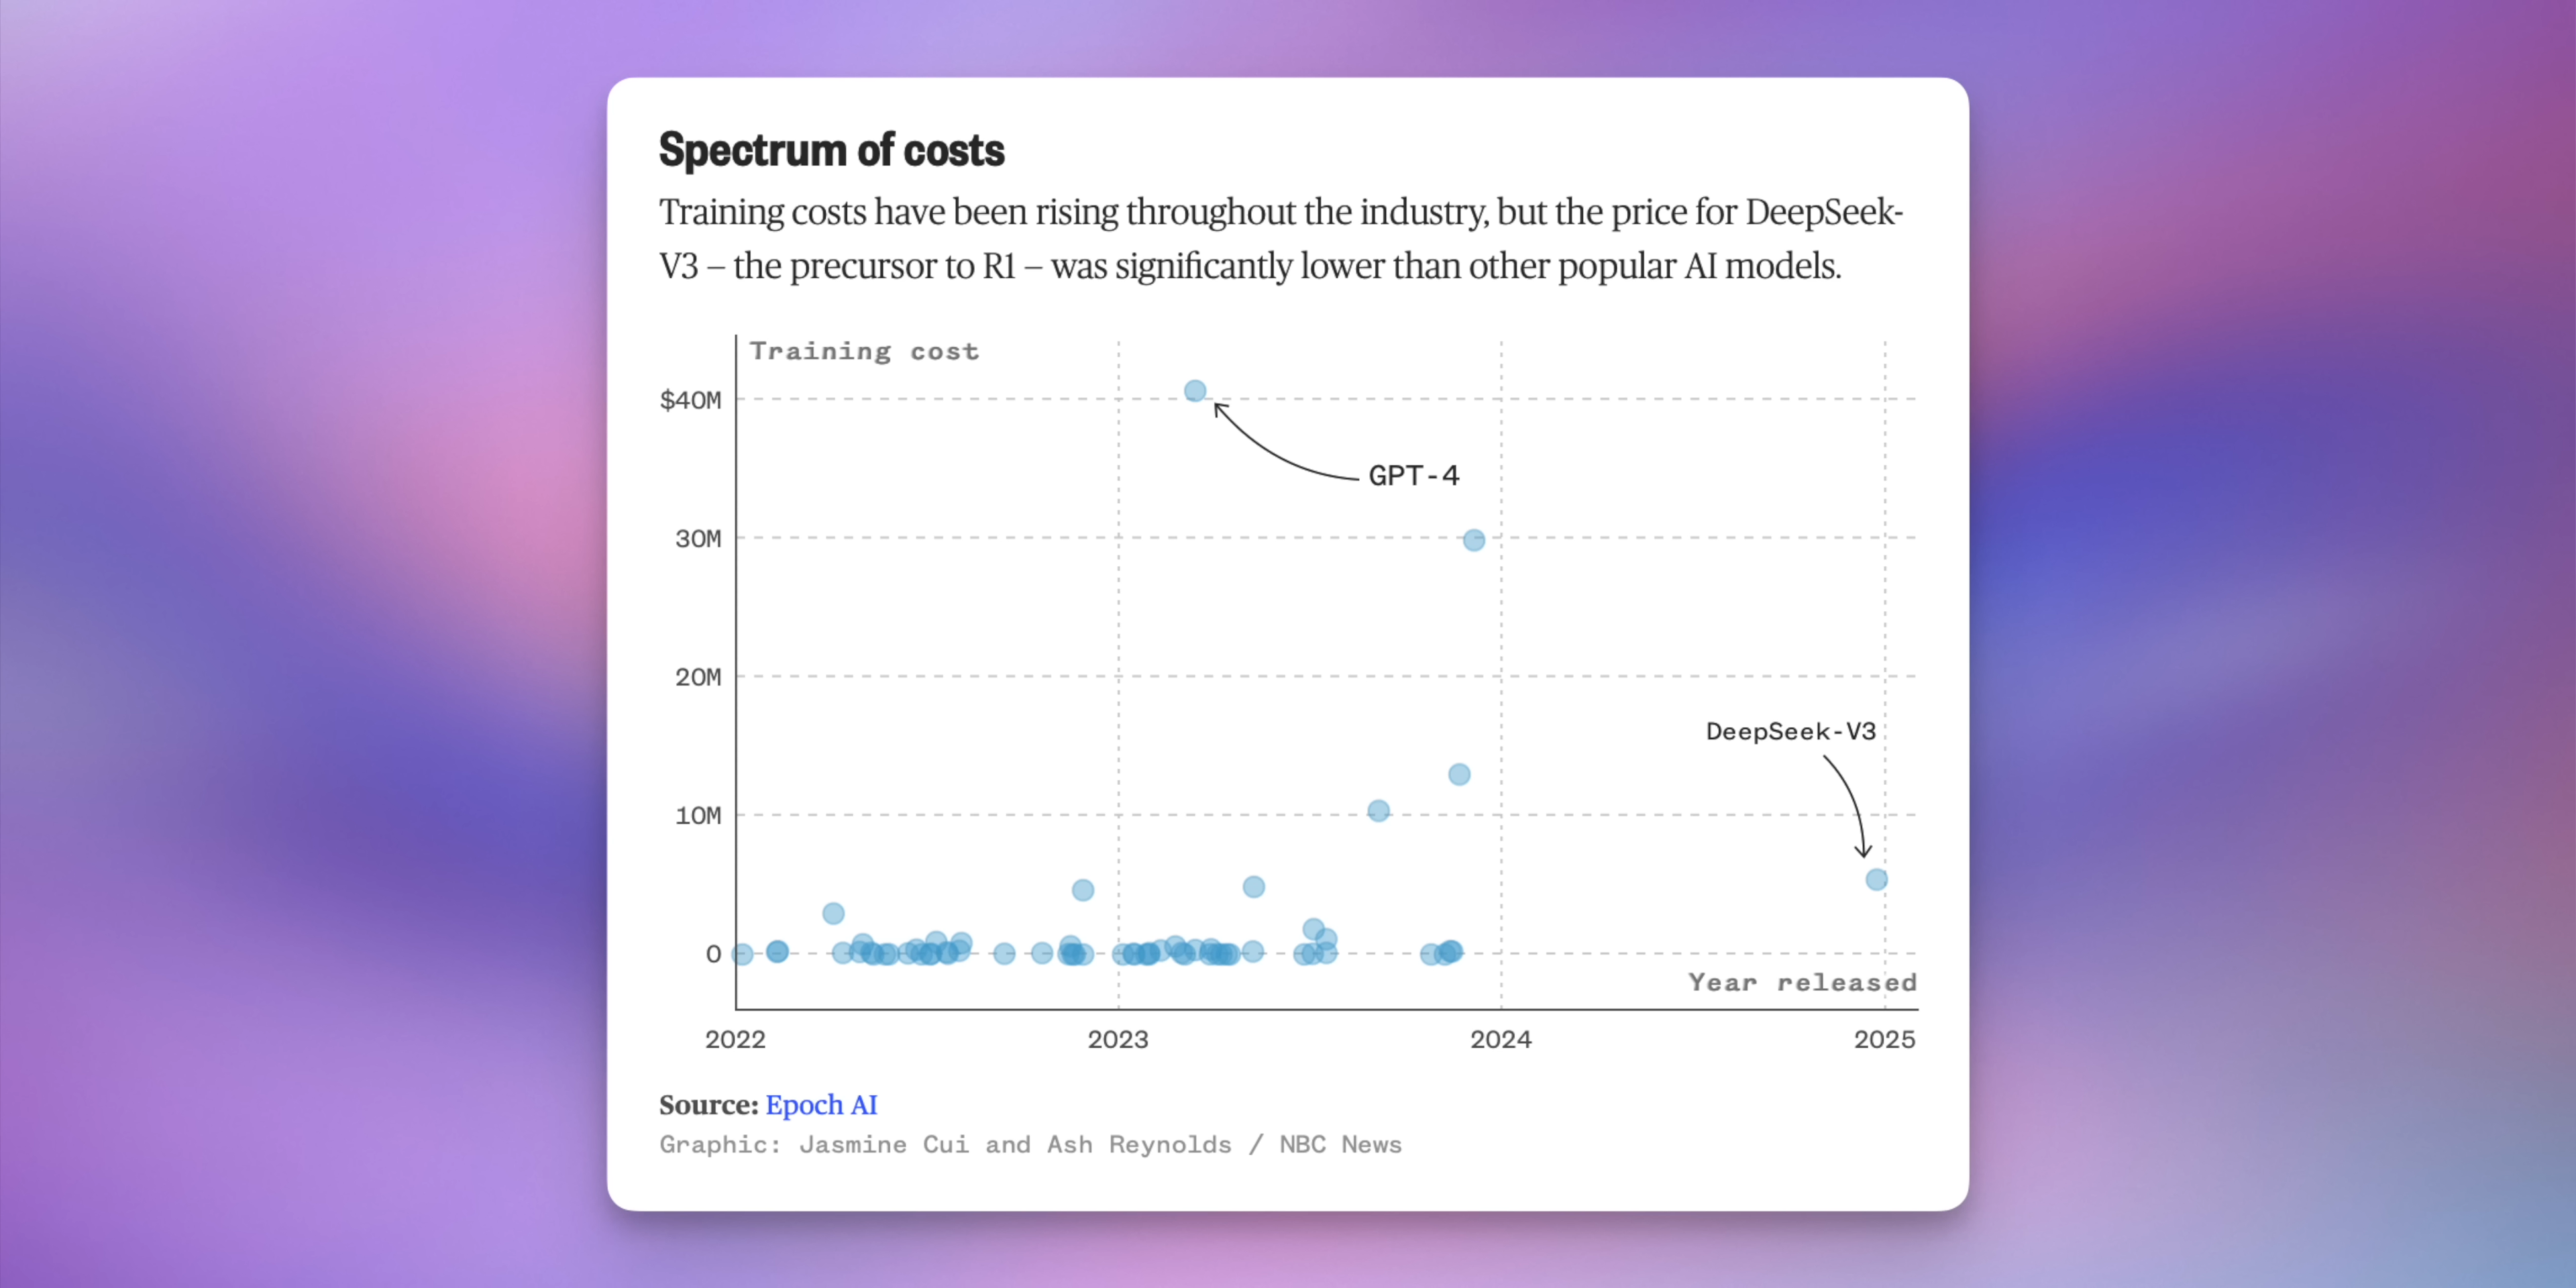 Spectrum of costs
Training costs have been rising throughout the industry, but the price for DeepSeek-
V3 – the precursor to R1 – was significantly lower than other popular AI models.
Training cost
$40M
GPT-4
30M
20M
DeepSeek-V3
10M
0
Year released
2022 2023 2024 2025
Source: Epoch AI
Graphic: Jasmine Cui and Ash Reynolds / NBC News